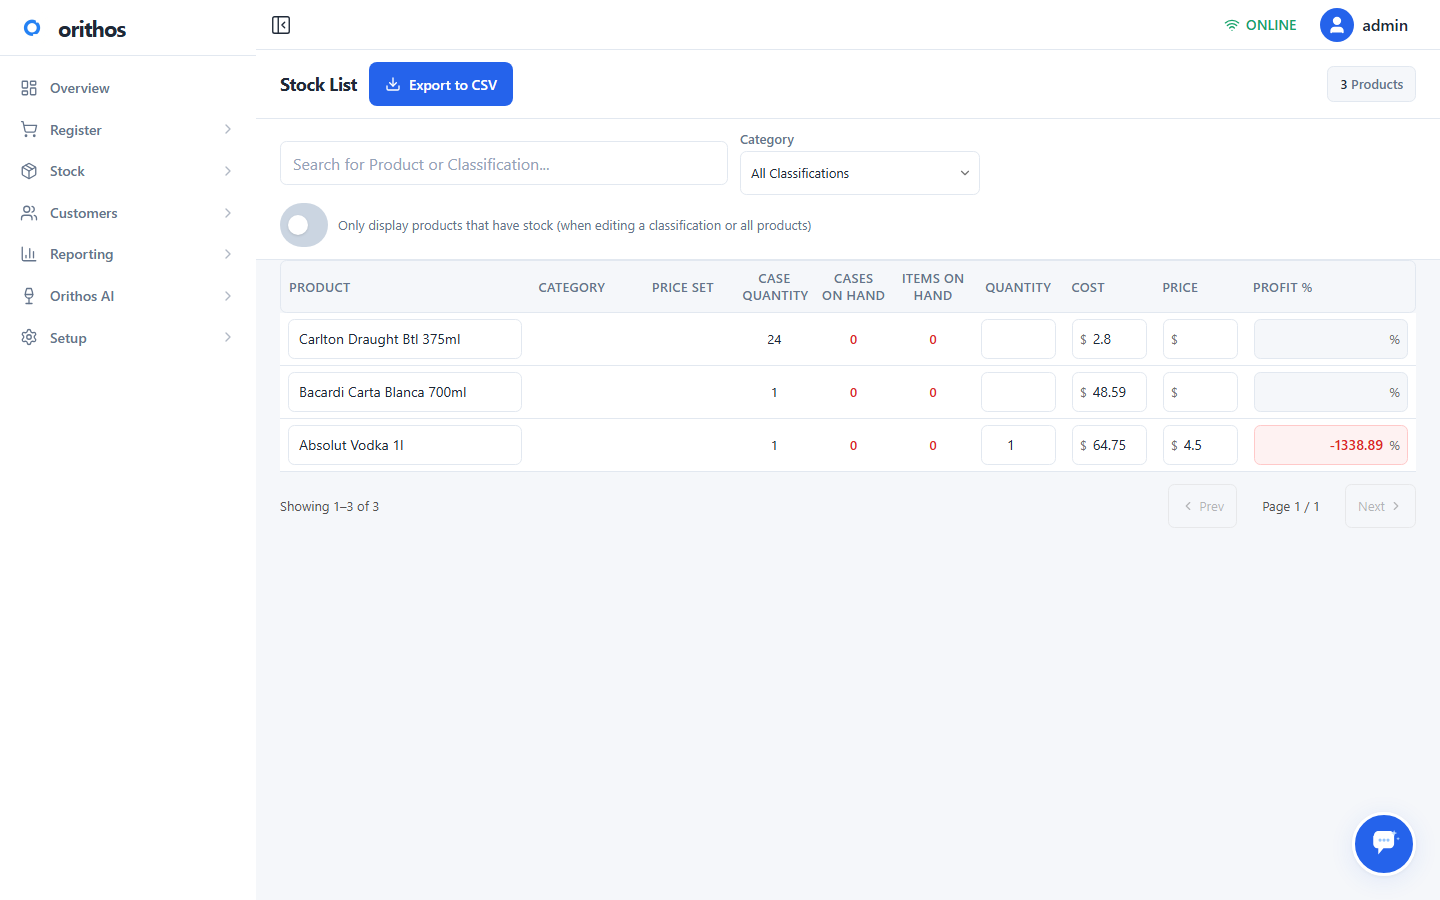 orithos
ONLINE
admin
Overview
Register
Stock
Customers
Reporting
Orithos AI
Setup
Stock List
Export to CSV
3 Products
Search for Product or Classification...
Category
All Classifications
Only display products that have stock (when editing a classification or all products)
PRODUCT CATEGORY PRICE SET CASE QUANTITY CASES ON HAND ITEMS ON HAND QUANTITY COST PRICE PROFIT %
Carlton Draught Btl 375ml 24 0 0 $ 2.8 $ %
Bacardi Carta Blanca 700ml 1 0 0 $ 48.59 $ %
Absolut Vodka 1l 1 0 0 1 $ 64.75 $ 4.5 -1338.89 %
Showing 1–3 of 3
Prev
Page 1 / 1
Next